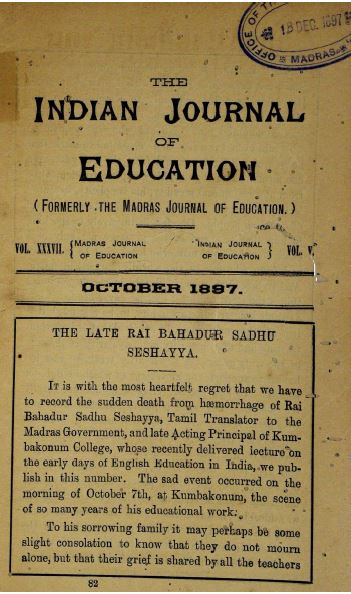 OFFICE OF T
18 DEC. 1897
MADRAS
THE
INDIAN JOURNAL
OF
EDUCATION
(FORMERLY THE MADRAS JOURNAL OF EDUCATION.)
VOL. XXXVII. { MADRAS JOURNAL OF EDUCATION INDIAN JOURNAL OF EDUCATION } VOL. V.
OCTOBER 1897.
THE LATE RAI BAHADUR SADHU
SESHAYYA.
IT is with the most heartfelt regret that we have
to record the sudden death from hæmorrhage of Rai
Bahadur Sadhu Seshayya, Tamil Translator to the
Madras Government, and late Acting Principal of Kum-
bakonum College, whose recently delivered lecture on
the early days of English Education in India, we pub-
lish in this number. The sad event occurred on the
morning of October 7th, at Kumbakonum, the scene
of so many years of his educational work.
To his sorrowing family it may perhaps be some
slight consolation to know that they do not mourn
alone, but that their grief is shared by all the teachers
82